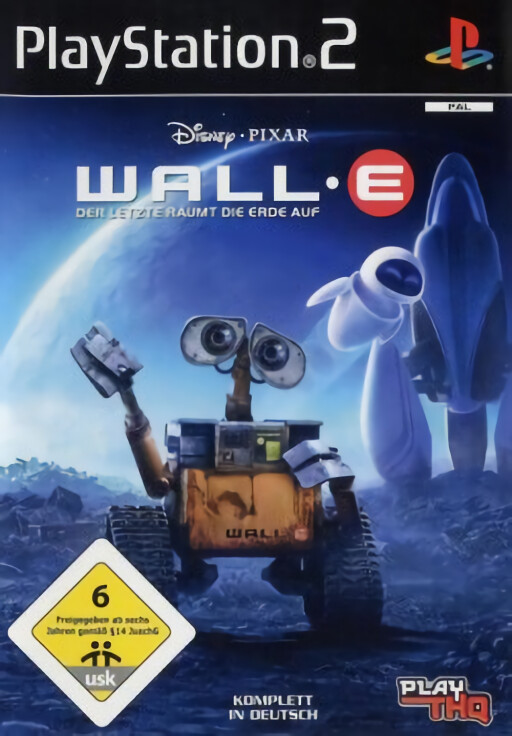 PlayStation.2
PAL
Disney · PIXAR
WALL·E
DER LETZTE RÄUMT DIE ERDE AUF
WALL·E
6
Freigegeben ab sechs
Jahren gemäß §14 JuSchG
usk
KOMPLETT
IN DEUTSCH
PLAY
THQ